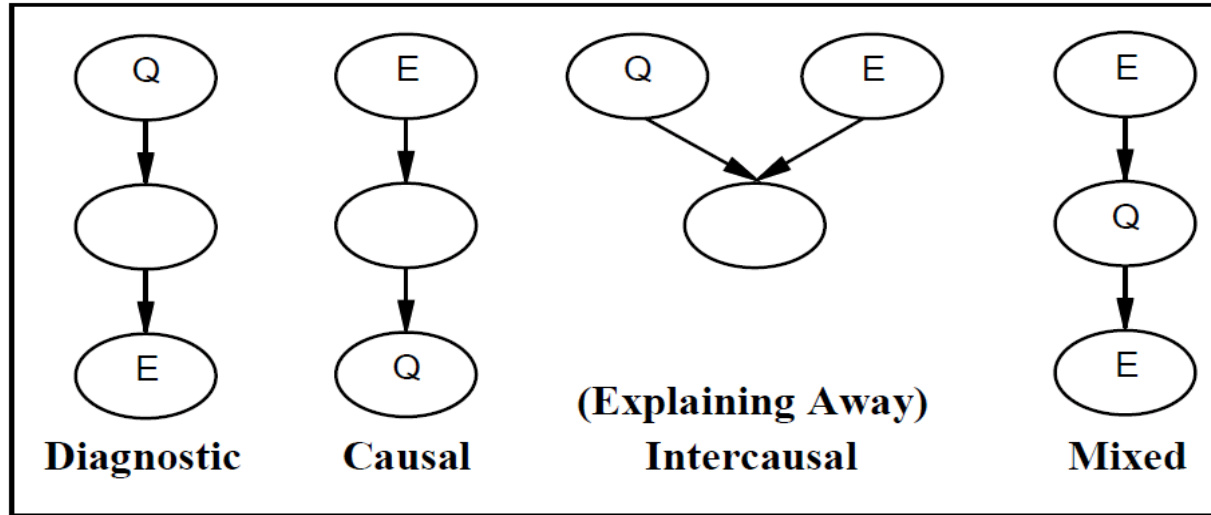 Q
E
Q
E
E
Q
E
Q
E
(Explaining Away)
Diagnostic
Causal
Intercausal
Mixed